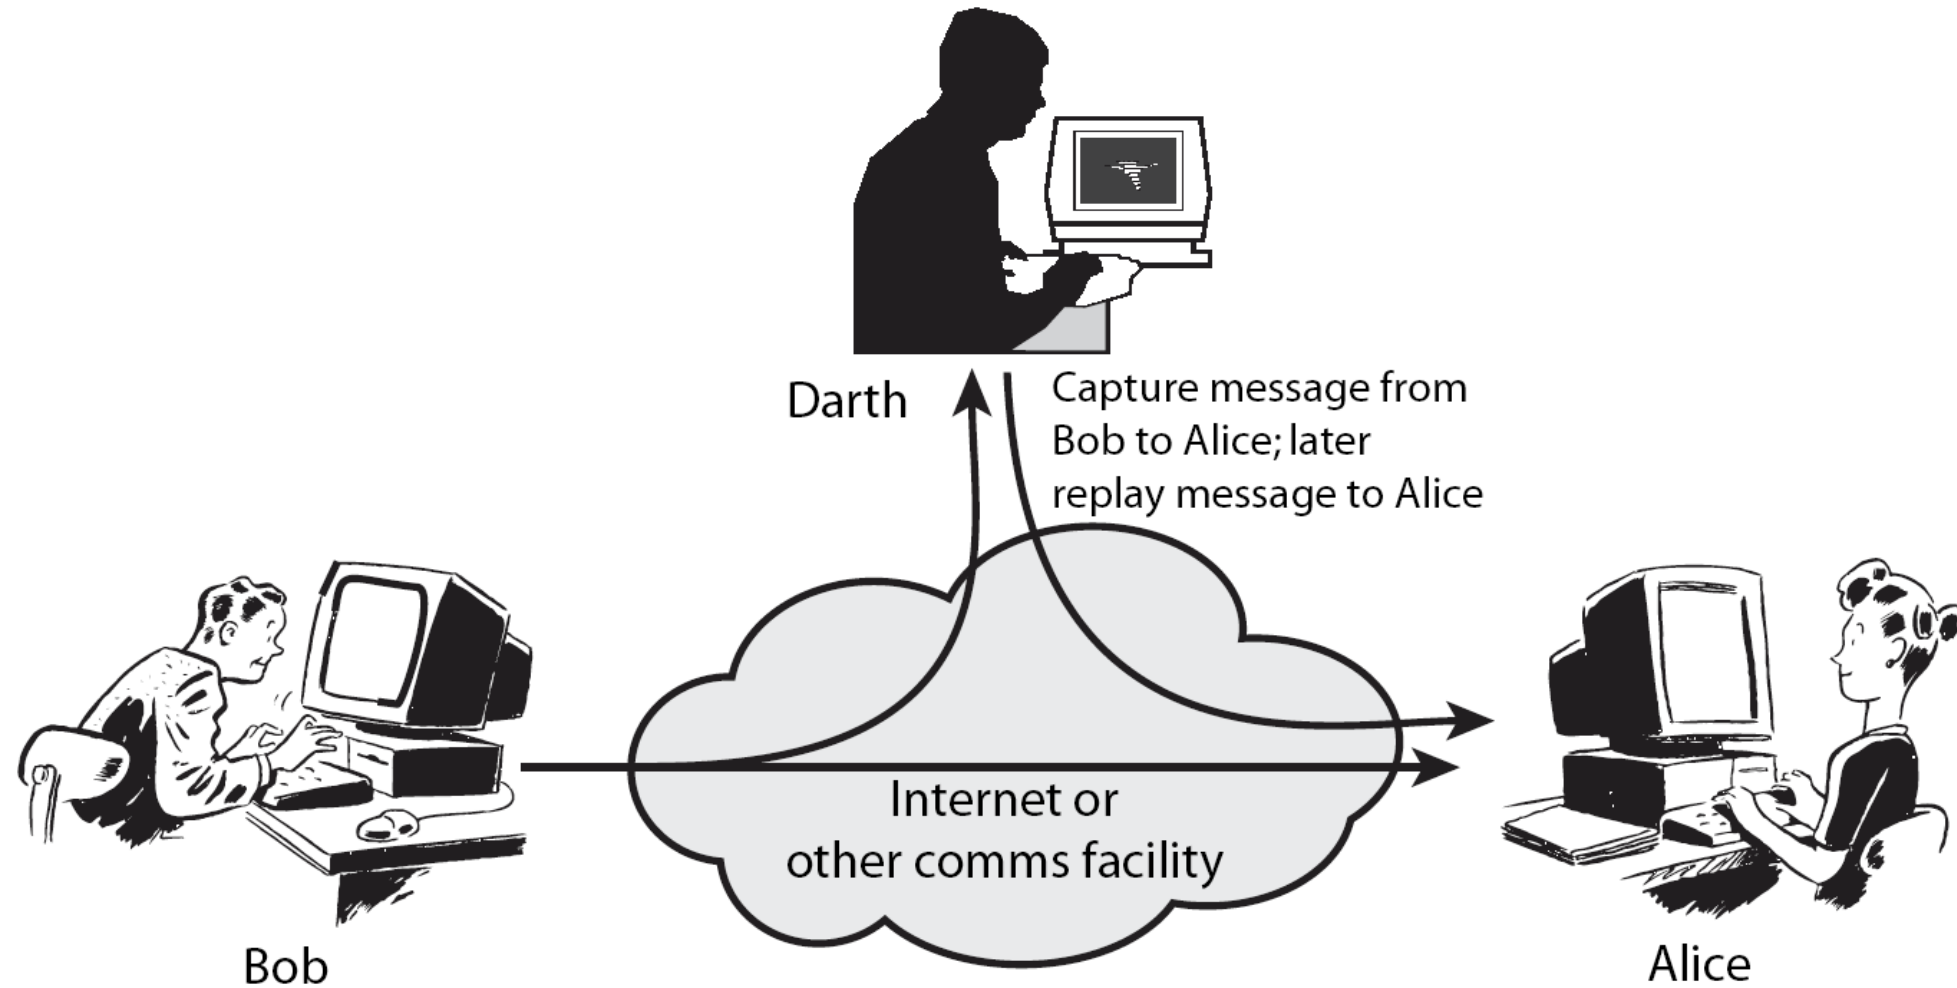 Darth
Capture message from
Bob to Alice; later
replay message to Alice
Internet or
other comms facility
Bob
Alice